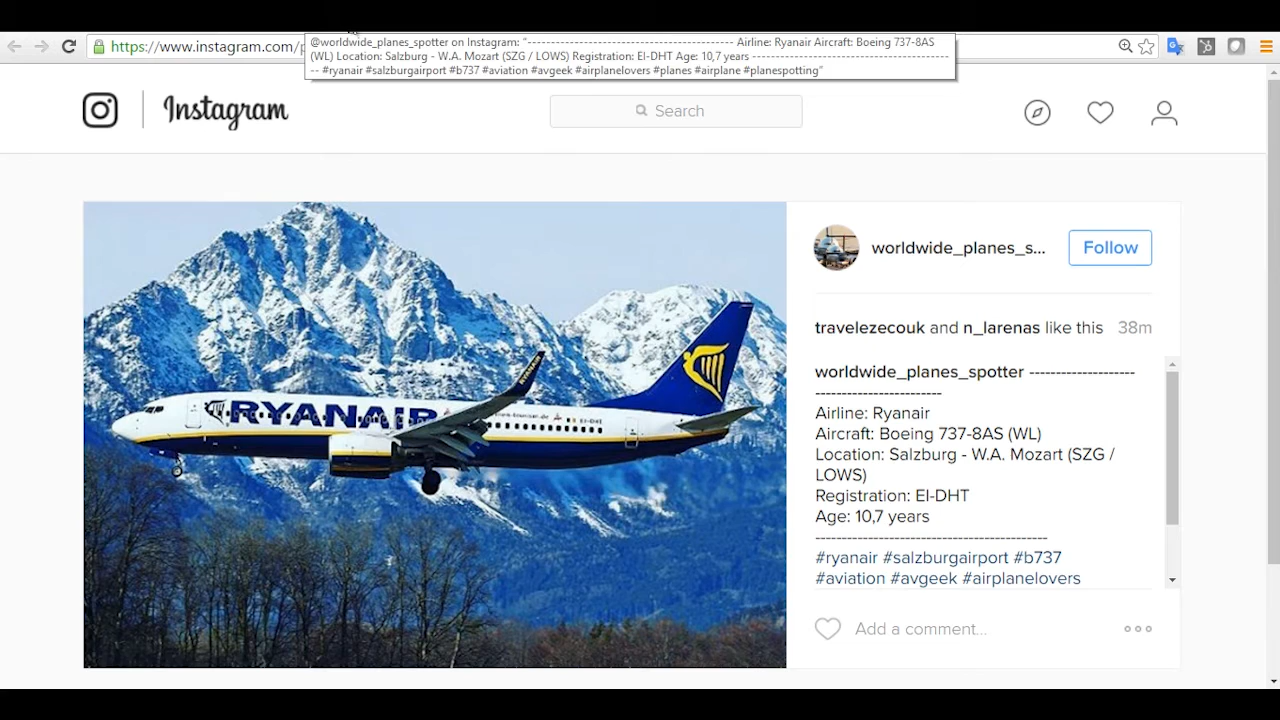 https://www.instagram.com/p
@worldwide_planes_spotter on Instagram: “----------------------------------------- Airline: Ryanair Aircraft: Boeing 737-8AS
(WL) Location: Salzburg - W.A. Mozart (SZG / LOWS) Registration: EI-DHT Age: 10,7 years ---------------------------------------
-- #ryanair #salzburgairport #b737 #aviation #avgeek #airplanelovers #planes #airplane #planespotting”
Instagram
Search
worldwide_planes_s...
Follow
travelezecouk and n_larenas like this 38m
worldwide_planes_spotter --------------------
------------------------
Airline: Ryanair
Aircraft: Boeing 737-8AS (WL)
Location: Salzburg - W.A. Mozart (SZG /
LOWS)
Registration: EI-DHT
Age: 10,7 years
--------------------------------------------
#ryanair #salzburgairport #b737
#aviation #avgeek #airplanelovers
Add a comment...
RYANAIR
RYANAIR
EI-DHT